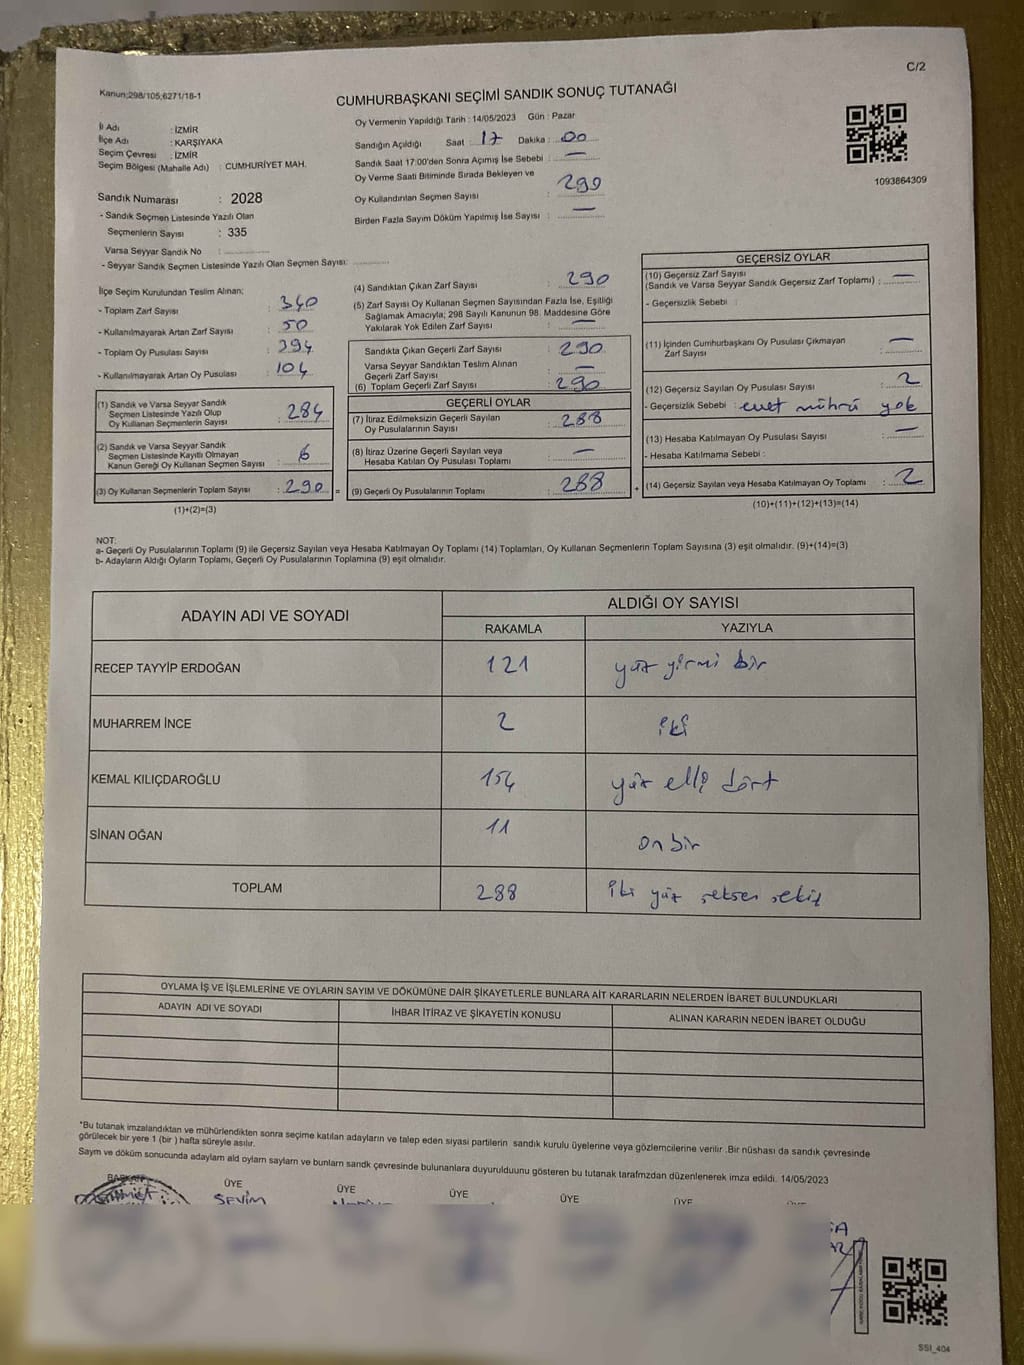 C/2
Kanun;298/105;6271/18-1
CUMHURBAŞKANI SEÇİMİ SANDIK SONUÇ TUTANAĞI
İl Adı : İZMİR
İlçe Adı : KARŞIYAKA
Seçim Çevresi : İZMİR
Seçim Bölgesi (Mahalle Adı) : CUMHURİYET MAH.
Sandık Numarası : 2028
- Sandık Seçmen Listesinde Yazılı Olan
Seçmenlerin Sayısı : 335
Varsa Seyyar Sandık No :
- Seyyar Sandık Seçmen Listesinde Yazılı Olan Seçmen Sayısı:
Oy Vermenin Yapıldığı Tarih : 14/05/2023 Gün : Pazar
Sandığın Açıldığı Saat : 17 Dakika : 00
Sandık Saat 17:00'den Sonra Açımış İse Sebebi : —
Oy Verme Saati Bitiminde Sırada Bekleyen ve
Oy Kullandırılan Seçmen Sayısı : 290
Birden Fazla Sayım Döküm Yapılmış İse Sayısı : —
1093864309
İlçe Seçim Kurulundan Teslim Alınan;
- Toplam Zarf Sayısı : 340
- Kullanılmayarak Artan Zarf Sayısı : 50
- Toplam Oy Pusulası Sayısı : 394
- Kullanılmayarak Artan Oy Pusulası : 104
(1) Sandık ve Varsa Seyyar Sandık
Seçmen Listesinde Yazılı Olup
Oy Kullanan Seçmenlerin Sayısı : 284
(2) Sandık ve Varsa Seyyar Sandık
Seçmen Listesinde Kayıtlı Olmayan
Kanun Gereği Oy Kullanan Seçmen Sayısı : 6
(3) Oy Kullanan Seçmenlerin Toplam Sayısı : 290 =
(1)+(2)=(3)
(4) Sandıktan Çıkan Zarf Sayısı : 290
(5) Zarf Sayısı Oy Kullanan Seçmen Sayısından Fazla İse, Eşitliği
Sağlamak Amacıyla; 298 Sayılı Kanunun 98. Maddesine Göre
Yakılarak Yok Edilen Zarf Sayısı : —
Sandıkta Çıkan Geçerli Zarf Sayısı : 290
Varsa Seyyar Sandıktan Teslim Alınan
Geçerli Zarf Sayısı : —
(6) Toplam Geçerli Zarf Sayısı : 290
GEÇERLİ OYLAR
(7) İtiraz Edilmeksizin Geçerli Sayılan
Oy Pusulalarının Sayısı : 288
(8) İtiraz Üzerine Geçerli Sayılan veya
Hesaba Katılan Oy Pusulası Toplamı : —
(9) Geçerli Oy Pusulalarının Toplamı : 288 +
GEÇERSİZ OYLAR
(10) Geçersiz Zarf Sayısı
(Sandık ve Varsa Seyyar Sandık Geçersiz Zarf Toplamı) : —
- Geçersizlik Sebebi :
(11) İçinden Cumhurbaşkanı Oy Pusulası Çıkmayan
Zarf Sayısı : —
(12) Geçersiz Sayılan Oy Pusulası Sayısı : 2
- Geçersizlik Sebebi : evet mührü yok
(13) Hesaba Katılmayan Oy Pusulası Sayısı : —
- Hesaba Katılmama Sebebi :
(14) Geçersiz Sayılan veya Hesaba Katılmayan Oy Toplamı : 2
(10)+(11)+(12)+(13)=(14)
NOT:
a- Geçerli Oy Pusulalarının Toplamı (9) ile Geçersiz Sayılan veya Hesaba Katılmayan Oy Toplamı (14) Toplamları, Oy Kullanan Seçmenlerin Toplam Sayısına (3) eşit olmalıdır. (9)+(14)=(3)
b- Adayların Aldığı Oyların Toplamı, Geçerli Oy Pusulalarının Toplamına (9) eşit olmalıdır.
ADAYIN ADI VE SOYADI ALDIĞI OY SAYISI
RAKAMLA YAZIYLA
RECEP TAYYİP ERDOĞAN 121 yüz yirmi bir
MUHARREM İNCE 2 iki
KEMAL KILIÇDAROĞLU 154 yüz elli dört
SİNAN OĞAN 11 on bir
TOPLAM 288 iki yüz seksen sekiz
OYLAMA İŞ VE İŞLEMLERİNE VE OYLARIN SAYIM VE DÖKÜMÜNE DAİR ŞİKAYETLERLE BUNLARA AİT KARARLARIN NELERDEN İBARET BULUNDUKLARI
ADAYIN ADI VE SOYADI İHBAR İTİRAZ VE ŞİKAYETİN KONUSU ALINAN KARARIN NEDEN İBARET OLDUĞU
*Bu tutanak imzalandıktan ve mühürlendikten sonra seçime katılan adayların ve talep eden siyasi partilerin sandık kurulu üyelerine veya gözlemcilerine verilir .Bir nüshası da sandık çevresinde
görülecek bir yere 1 (bir ) hafta süreyle asılır.
Sayım ve döküm sonucunda adayların ald oylarn saylarn ve bunlarn sandk çevresinde bulunanlara duyurulduunu gösteren bu tutanak tarafmzdan düzenlenerek imza edildi. 14/05/2023
BAŞKAN ÜYE ÜYE ÜYE ÜYE ÜYE
SEVİM
SSI_404